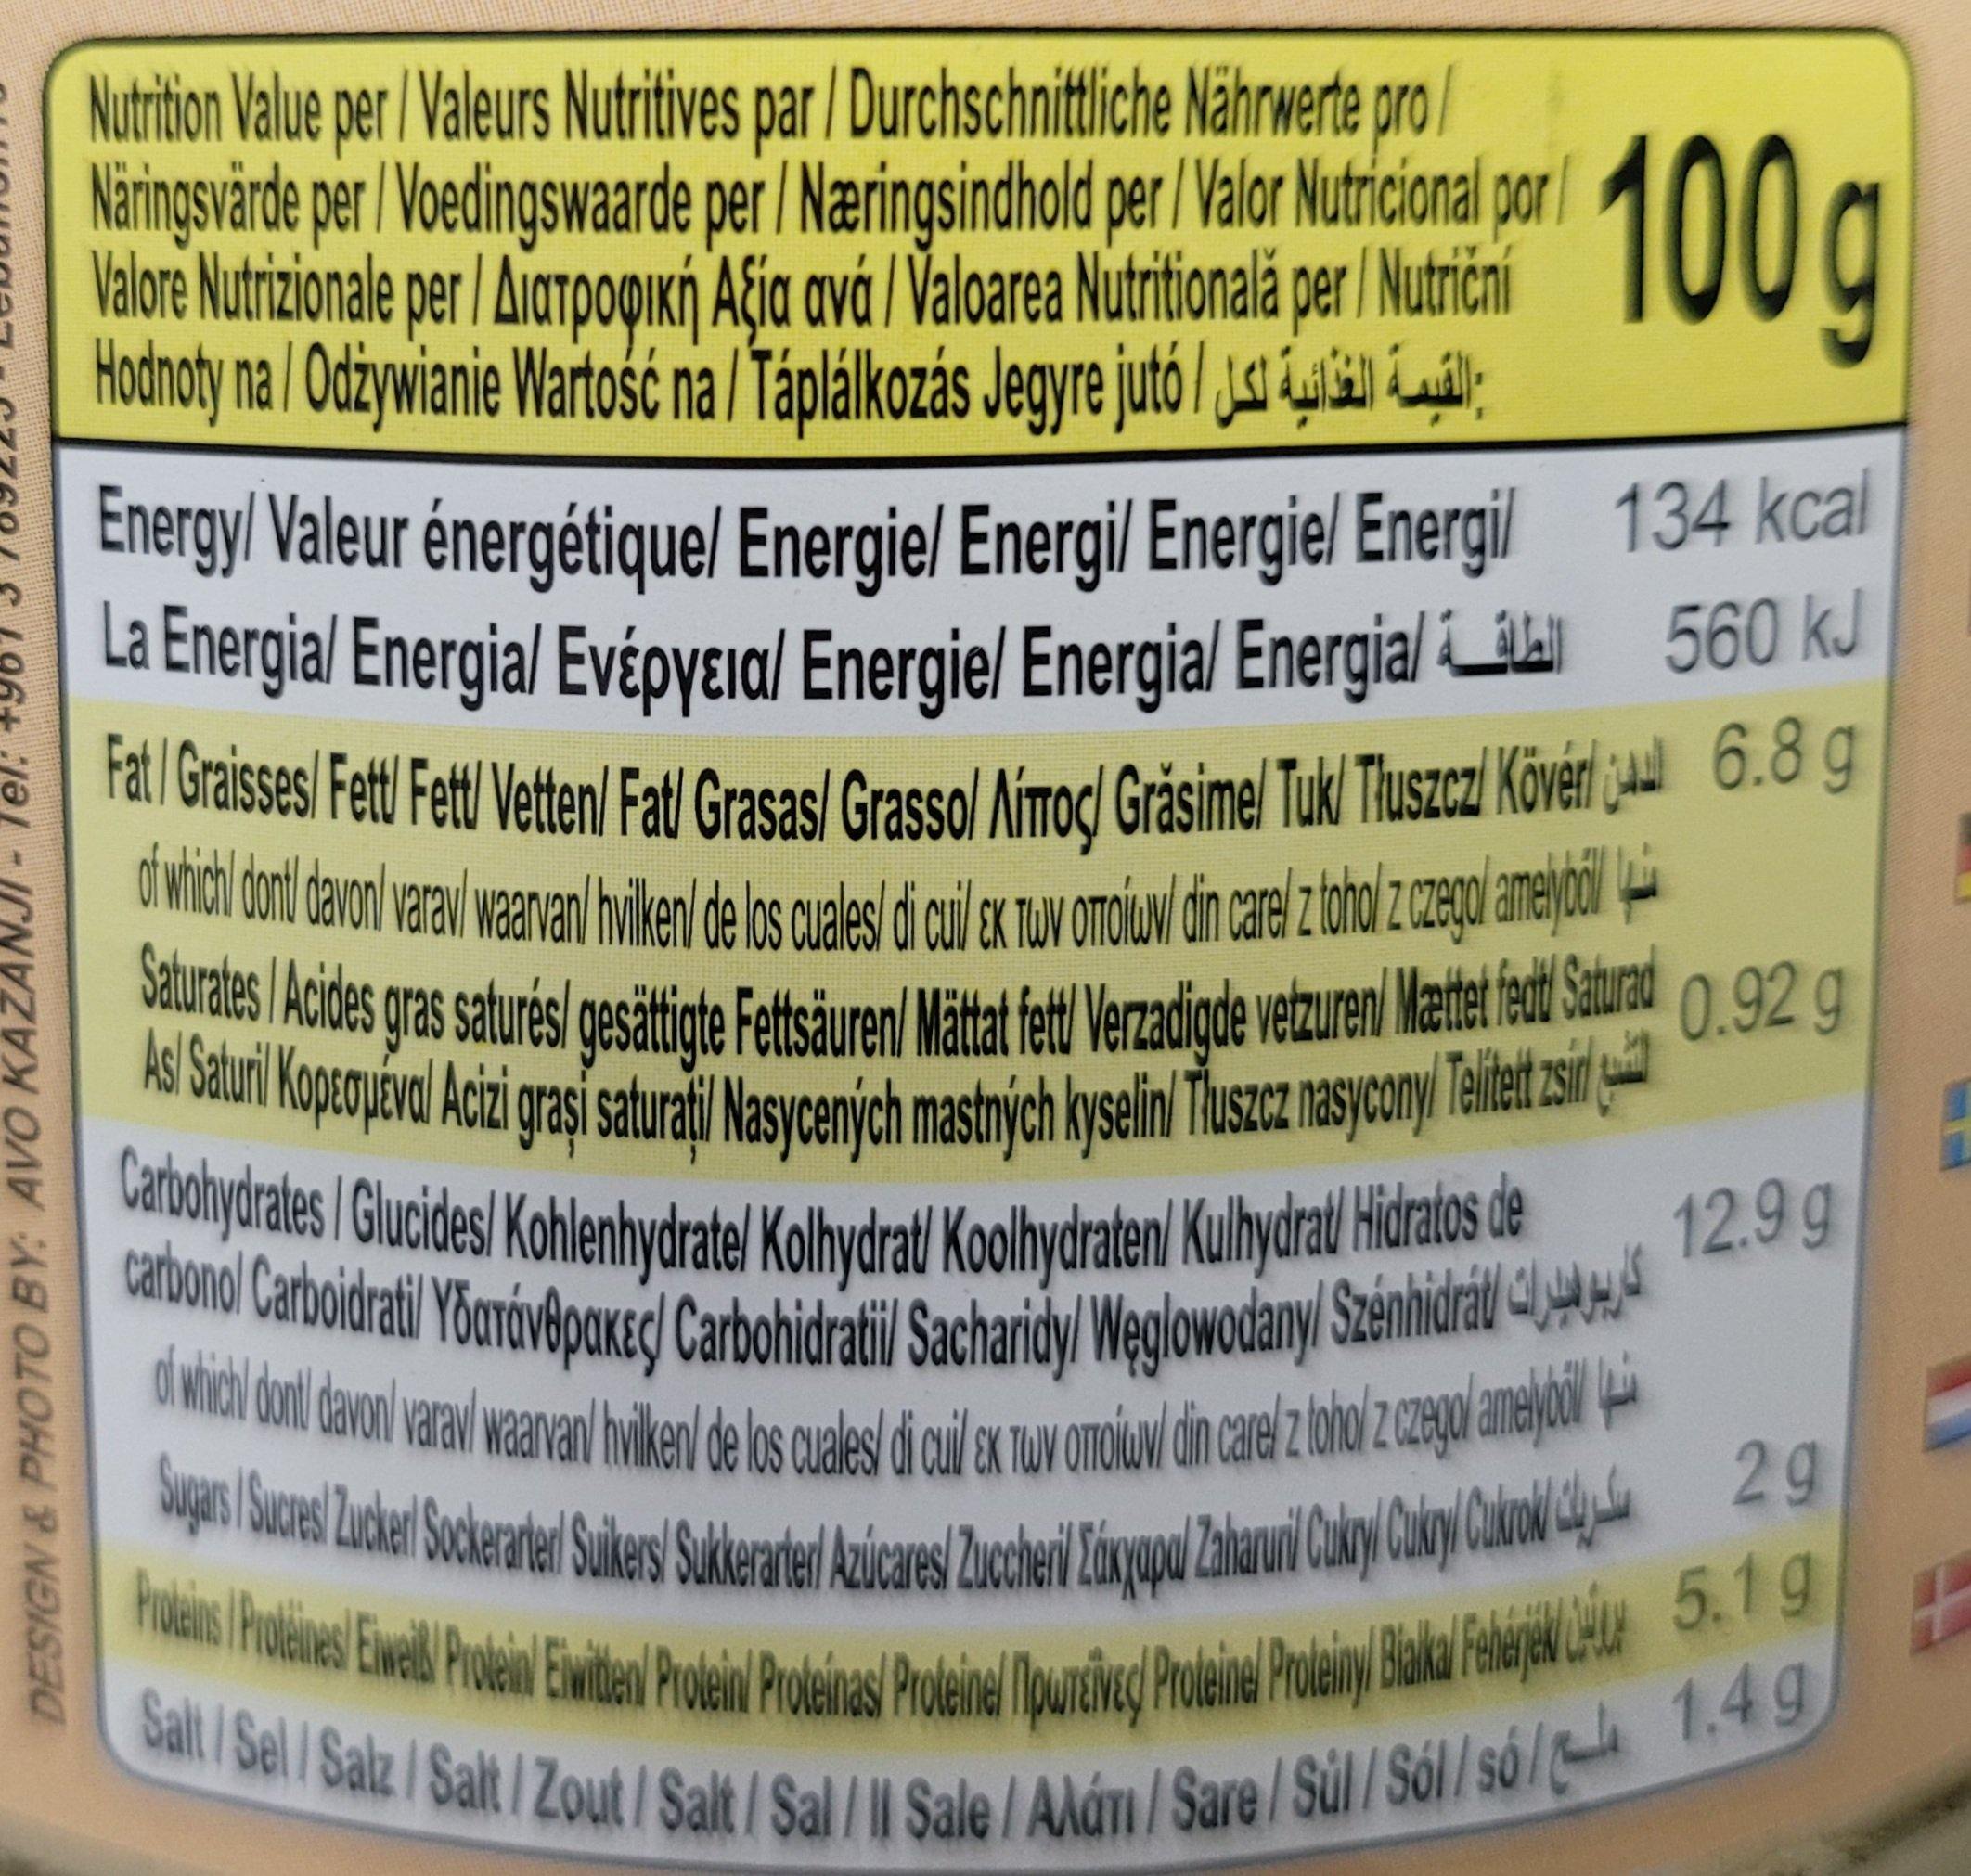 Nutrition Value per / Valeurs Nutritives par / Durchschnittliche Nährwerte pro /
Näringsvärde per / Voedingswaarde per / Næringsindhold per / Valor Nutricional por /
Valore Nutrizionale per / Διατροφική Αξία ανά / Valoarea Nutritională per / Nutriční
Hodnoty na / Odżywianie Wartość na / Táplálkozás Jegyre jutó / القيمة الغذائية لكل:
100 g
Energy/ Valeur énergétique/ Energie/ Energi/ Energie/ Energi/ 134 kcal
La Energia/ Energia/ Ενέργεια/ Energie/ Energia/ Energia/ الطاقــة 560 kJ
Fat / Graisses/ Fett/ Fett/ Vetten/ Fat/ Grasas/ Grasso/ Λίπος/ Grăsime/ Tuk/ Tłuszcz/ Kövér/ الدهن 6.8 g
of which/ dont/ davon/ varav/ waarvan/ hvilken/ de los cuales/ di cui/ εκ των οποίων/ din care/ z toho/ z czego/ amelyből/ منها
Saturates / Acides gras saturés/ gesättigte Fettsäuren/ Mättat fett/ Verzadigde vetzuren/ Mættet fedt/ Saturad 0.92 g
As/ Saturi/ Κορεσμένα/ Acizi grași saturați/ Nasycených mastných kyselin/ Tłuszcz nasycony/ Telített zsír/
Carbohydrates / Glucides/ Kohlenhydrate/ Kolhydrat/ Koolhydraten/ Kulhydrat/ Hidratos de 12.9 g
carbono/ Carboidrati/ Υδατάνθρακες/ Carbohidratii/ Sacharidy/ Węglowodany/ Szénhidrát/ كاربوهيدرات
of which/ dont/ davon/ varav/ waarvan/ hvilken/ de los cuales/ di cui/ εκ των οποίων/ din care/ z toho/ z czego/ amelyből/ منها
Sugars / Sucres/ Zucker/ Sockerarter/ Suikers/ Sukkerarter/ Azúcares/ Zuccheri/ Σάκχαρα/ Zaharuri/ Cukry/ Cukry/ Cukrok/ سكريات 2 g
Proteins / Protéines/ Eiweiß/ Protein/ Eiwitten/ Protein/ Proteínas/ Proteine/ Πρωτεΐνες/ Proteine/ Proteiny/ Białka/ Fehérjék/ 5.1 g
Salt / Sel / Salz / Salt / Zout / Salt / Sal / Il Sale / Αλάτι / Sare / Sůl / Sól / só / ملح 1.4 g
DESIGN & PHOTO BY: AVO KAZANJI - Tel: +961 3 789225 - Lebanon